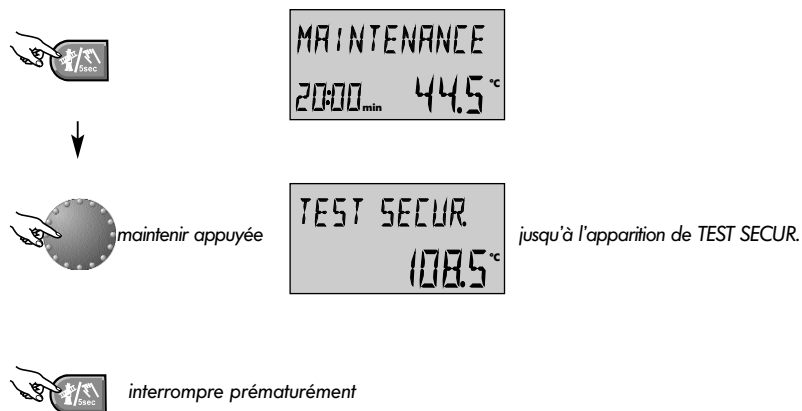 5sec
MAINTENANCE
20:00 min 44.5 °C
maintenir appuyée
TEST SECUR.
108.5 °C
jusqu'à l'apparition de TEST SECUR.
5sec
interrompre prématurément